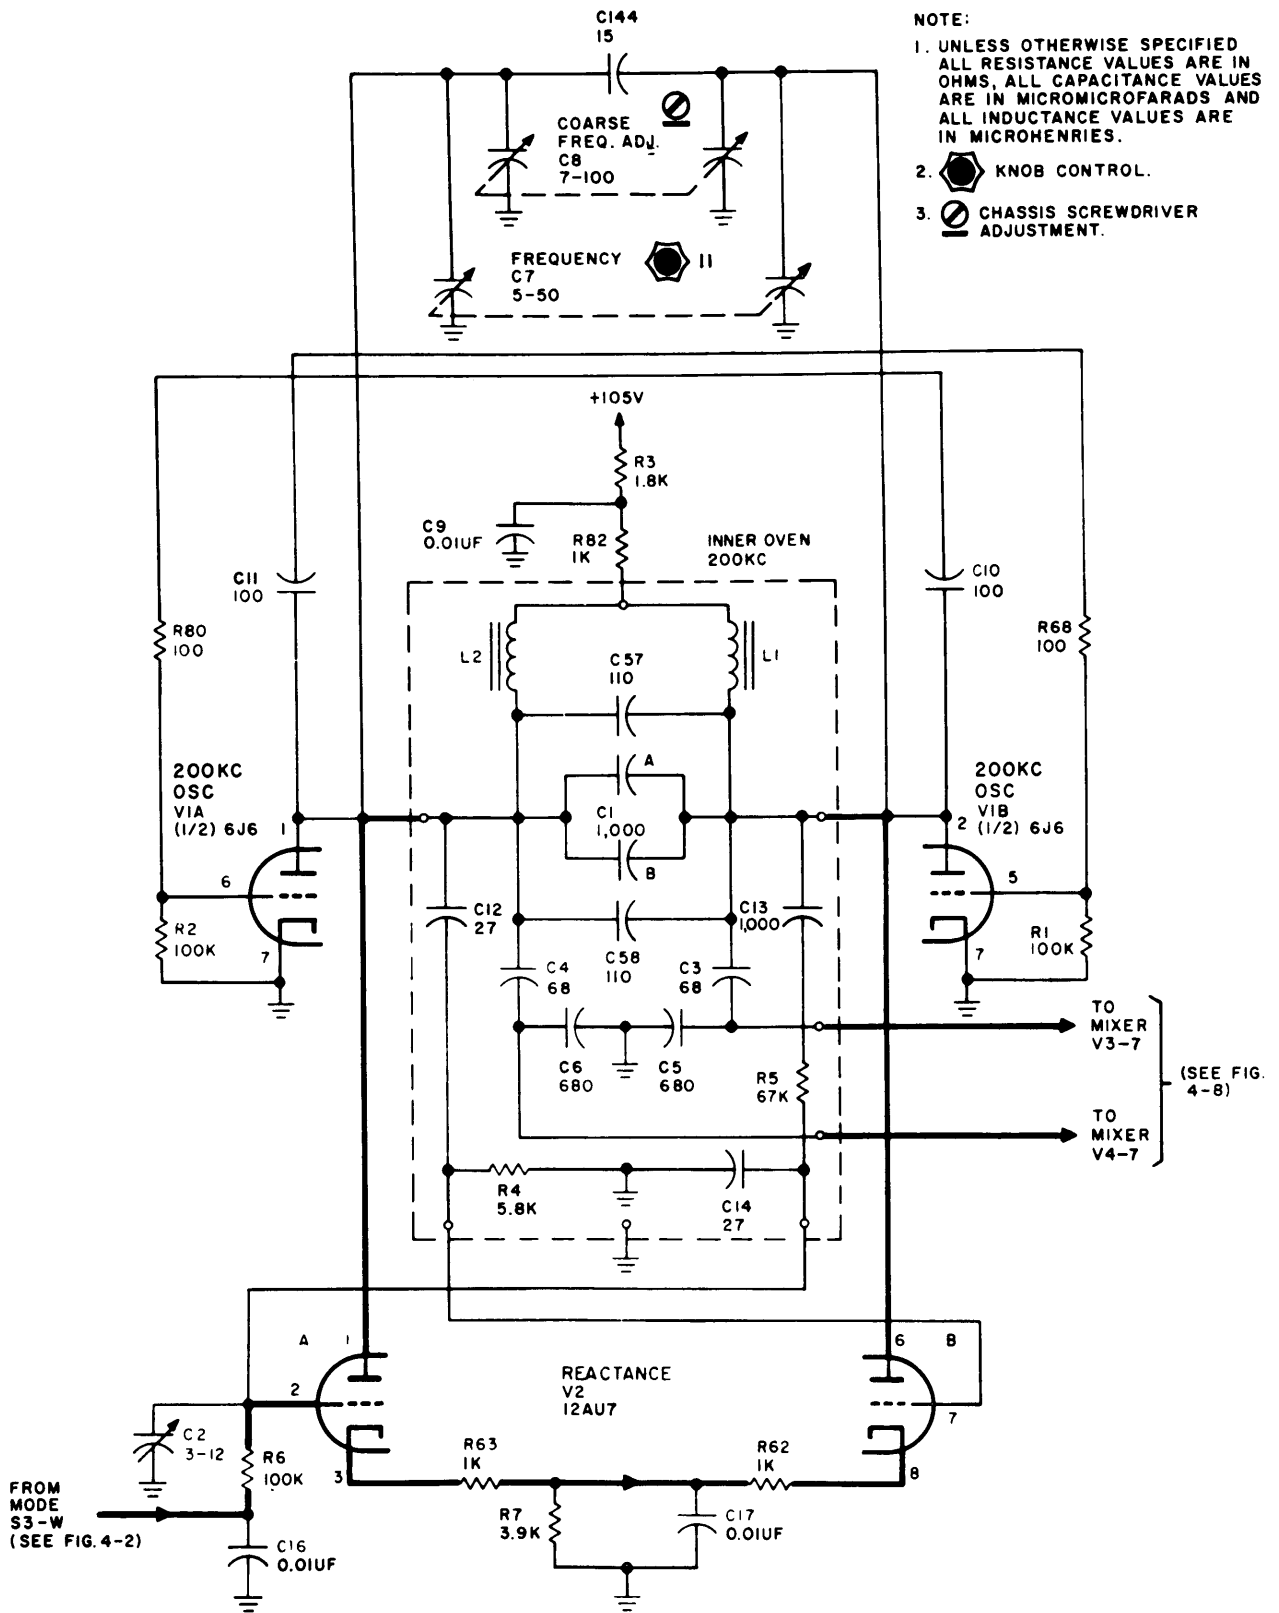 C144
15
NOTE:
1. UNLESS OTHERWISE SPECIFIED
ALL RESISTANCE VALUES ARE IN
OHMS, ALL CAPACITANCE VALUES
ARE IN MICROMICROFARADS AND
ALL INDUCTANCE VALUES ARE
IN MICROHENRIES.
2. KNOB CONTROL.
3. CHASSIS SCREWDRIVER
ADJUSTMENT.
COARSE
FREQ. ADJ.
C8
7-100
FREQUENCY
C7
5-50
11
+105V
R3
1.8K
C9
0.01UF
R82
1K
INNER OVEN
200KC
C11
100
C10
100
R80
100
R68
100
L2
L1
C57
110
A
C1
1,000
B
200KC
OSC
V1A
(1/2) 6J6
1
6
7
200KC
OSC
V1B
(1/2) 6J6
2
5
7
R2
100K
R1
100K
C12
27
C13
1,000
C58
110
C4
68
C3
68
C6
680
C5
680
R5
67K
TO
MIXER
V3-7
TO
MIXER
V4-7
(SEE FIG.
4-8)
R4
5.8K
C14
27
A
1
2
3
REACTANCE
V2
12AU7
6
B
7
8
C2
3-12
R6
100K
R63
1K
R62
1K
R7
3.9K
C17
0.01UF
FROM
MODE
S3-W
(SEE FIG. 4-2)
C16
0.01UF